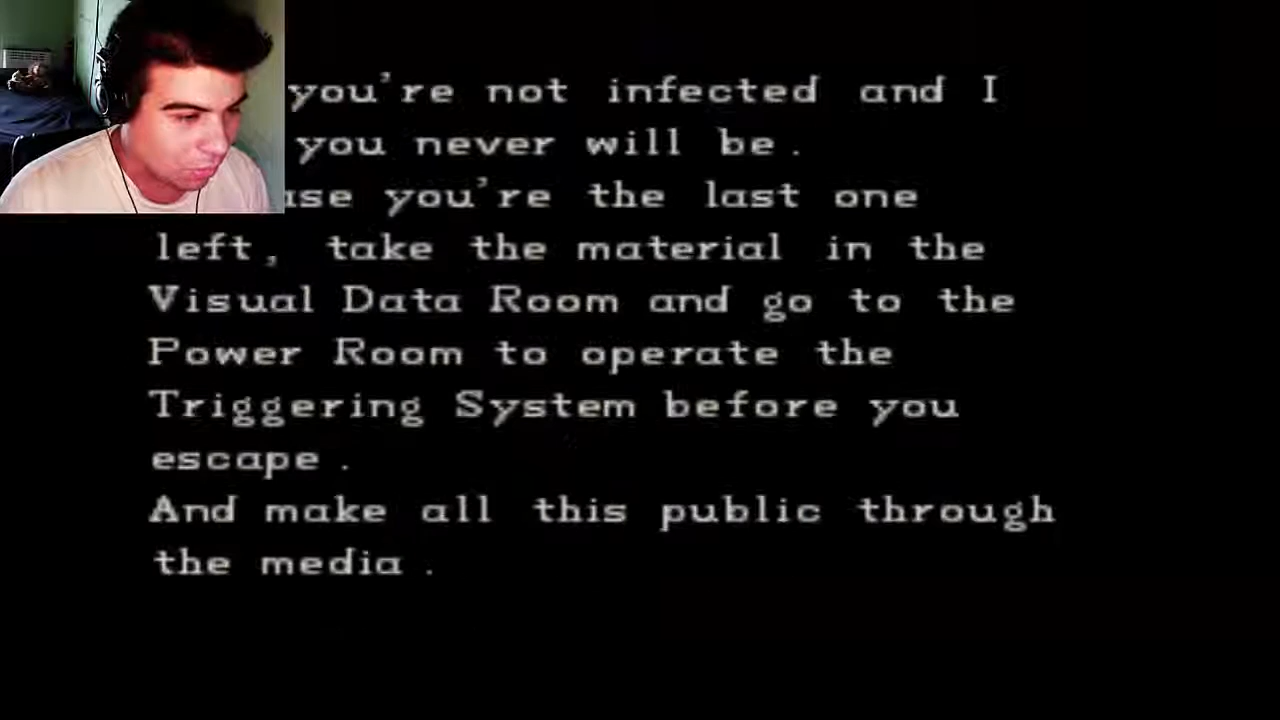 you're not infected and I
you never will be.
you're the last one
left, take the material in the
Visual Data Room and go to the
Power Room to operate the
Triggering System before you
escape.
And make all this public through
the media.